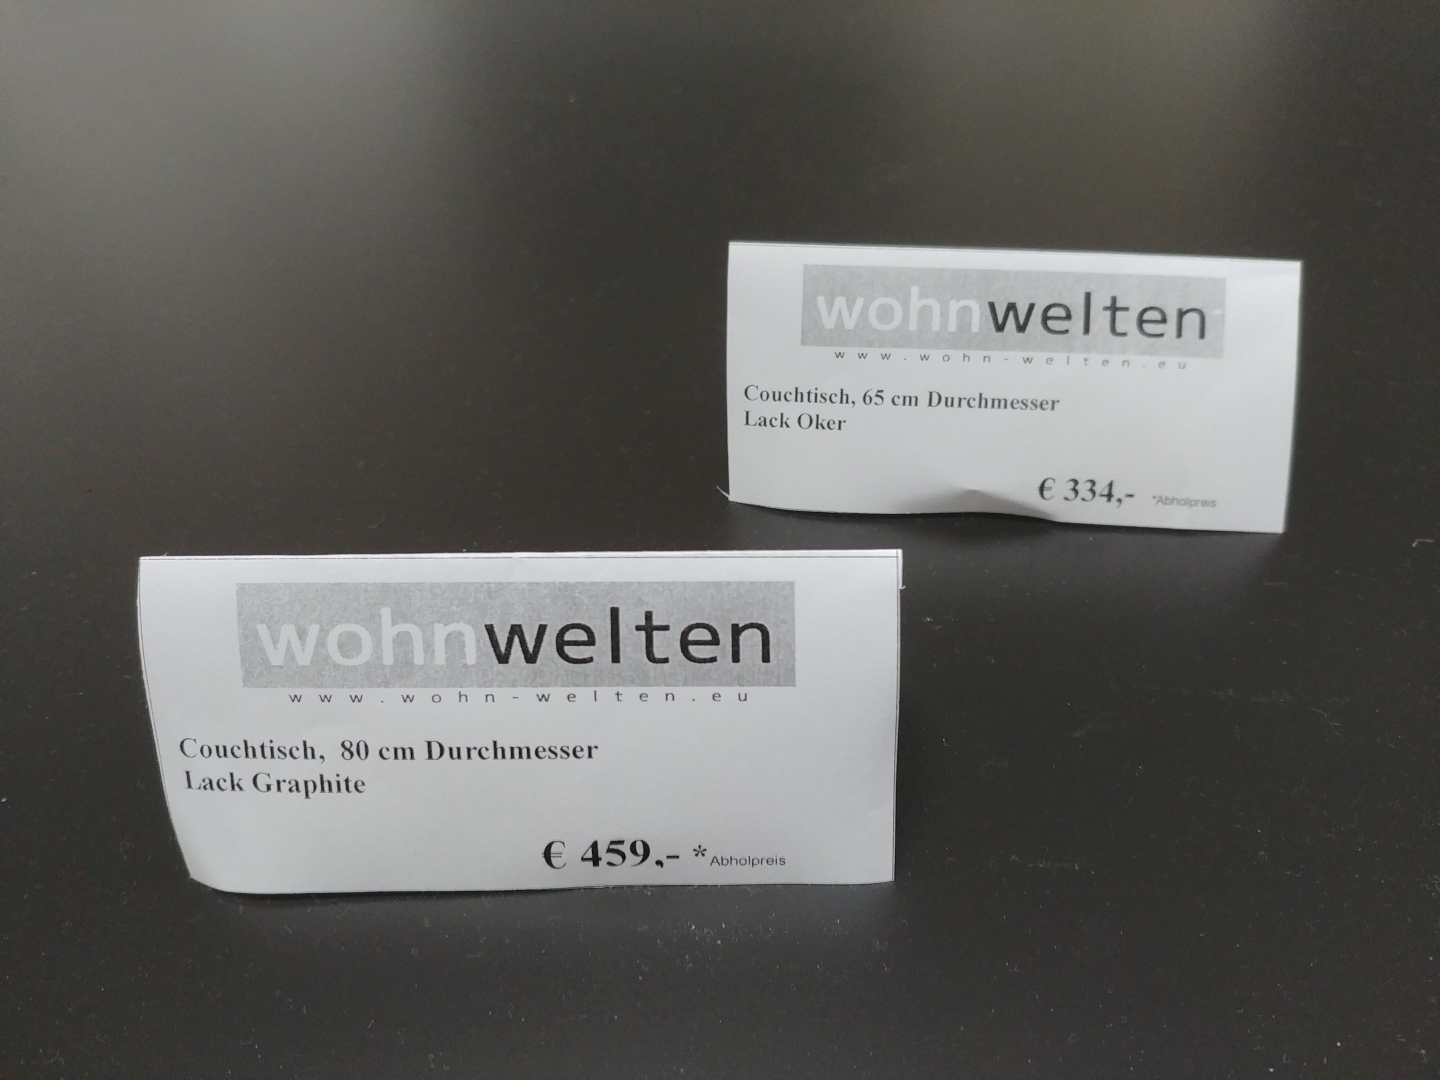 wohnwelten
www.wohn-welten.eu
Couchtisch, 65 cm Durchmesser
Lack Oker
€ 334,- *Abholpreis
wohnwelten
www.wohn-welten.eu
Couchtisch, 80 cm Durchmesser
Lack Graphite
€ 459,- *Abholpreis